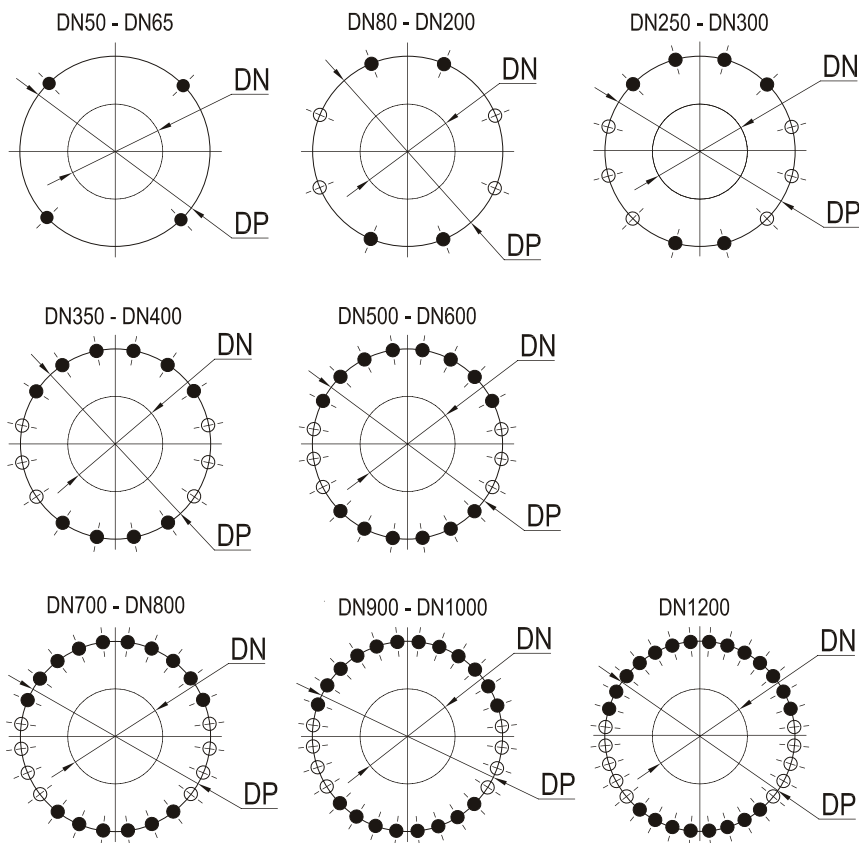 DN50 - DN65
DN80 - DN200
DN250 - DN300
DN
DN
DN
DP
DP
DP
DN350 - DN400
DN500 - DN600
DN
DN
DP
DP
DN700 - DN800
DN900 - DN1000
DN1200
DN
DN
DN
DP
DP
DP